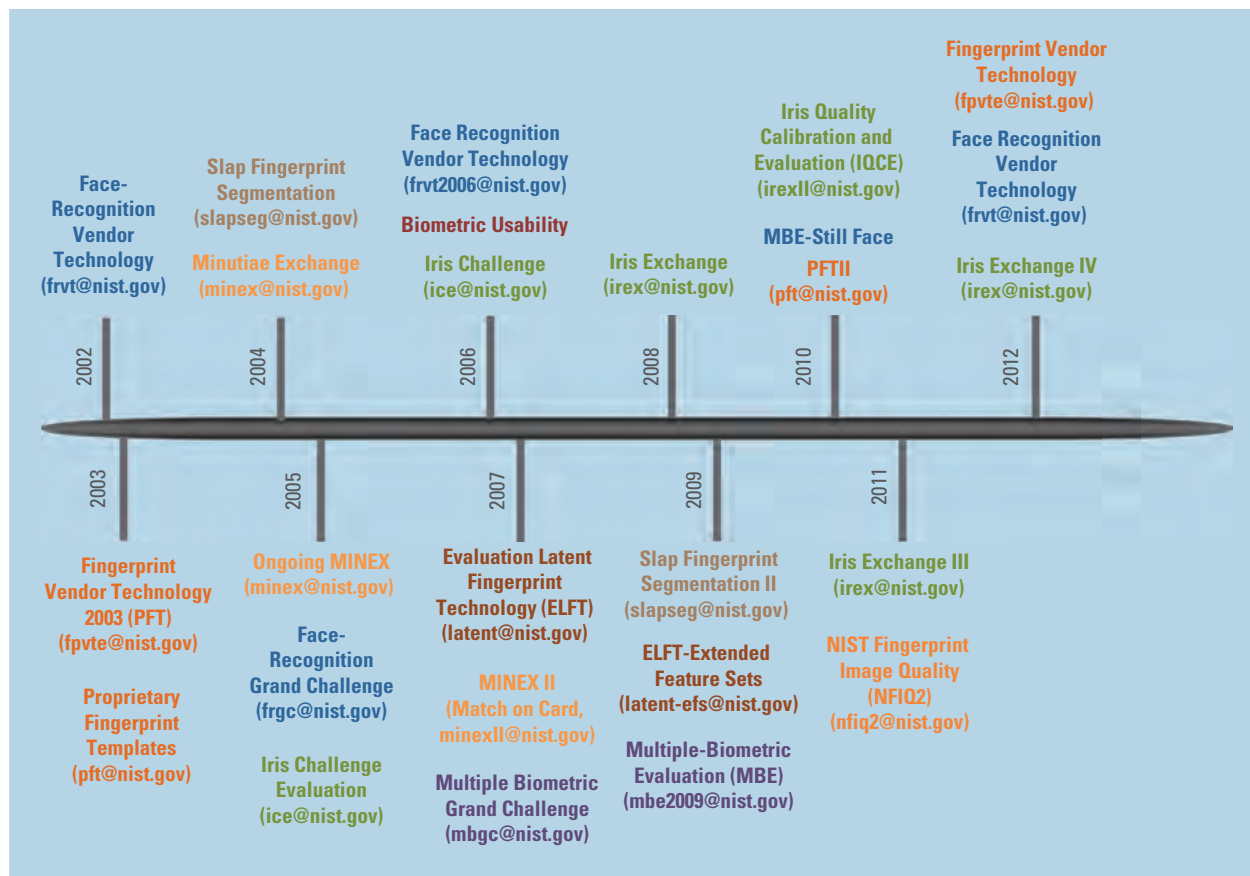 Face-
Recognition
Vendor
Technology
(frvt@nist.gov)
Slap Fingerprint
Segmentation
(slapseg@nist.gov)
Minutiae Exchange
(minex@nist.gov)
Face Recognition
Vendor Technology
(frvt2006@nist.gov)
Biometric Usability
Iris Challenge
(ice@nist.gov)
Iris Exchange
(irex@nist.gov)
Iris Quality
Calibration and
Evaluation (IQCE)
(irexII@nist.gov)
MBE-Still Face
PFTII
(pft@nist.gov)
Fingerprint Vendor
Technology
(fpvte@nist.gov)
Face Recognition
Vendor
Technology
(frvt@nist.gov)
Iris Exchange IV
(irex@nist.gov)
2002
2004
2006
2008
2010
2012
2003
2005
2007
2009
2011
Fingerprint
Vendor Technology
2003 (PFT)
(fpvte@nist.gov)
Proprietary
Fingerprint
Templates
(pft@nist.gov)
Ongoing MINEX
(minex@nist.gov)
Face-
Recognition
Grand Challenge
(frgc@nist.gov)
Iris Challenge
Evaluation
(ice@nist.gov)
Evaluation Latent
Fingerprint
Technology (ELFT)
(latent@nist.gov)
MINEX II
(Match on Card,
minexII@nist.gov)
Multiple Biometric
Grand Challenge
(mbgc@nist.gov)
Slap Fingerprint
Segmentation II
(slapseg@nist.gov)
ELFT-Extended
Feature Sets
(latent-efs@nist.gov)
Multiple-Biometric
Evaluation (MBE)
(mbe2009@nist.gov)
Iris Exchange III
(irex@nist.gov)
NIST Fingerprint
Image Quality
(NFIQ2)
(nfiq2@nist.gov)